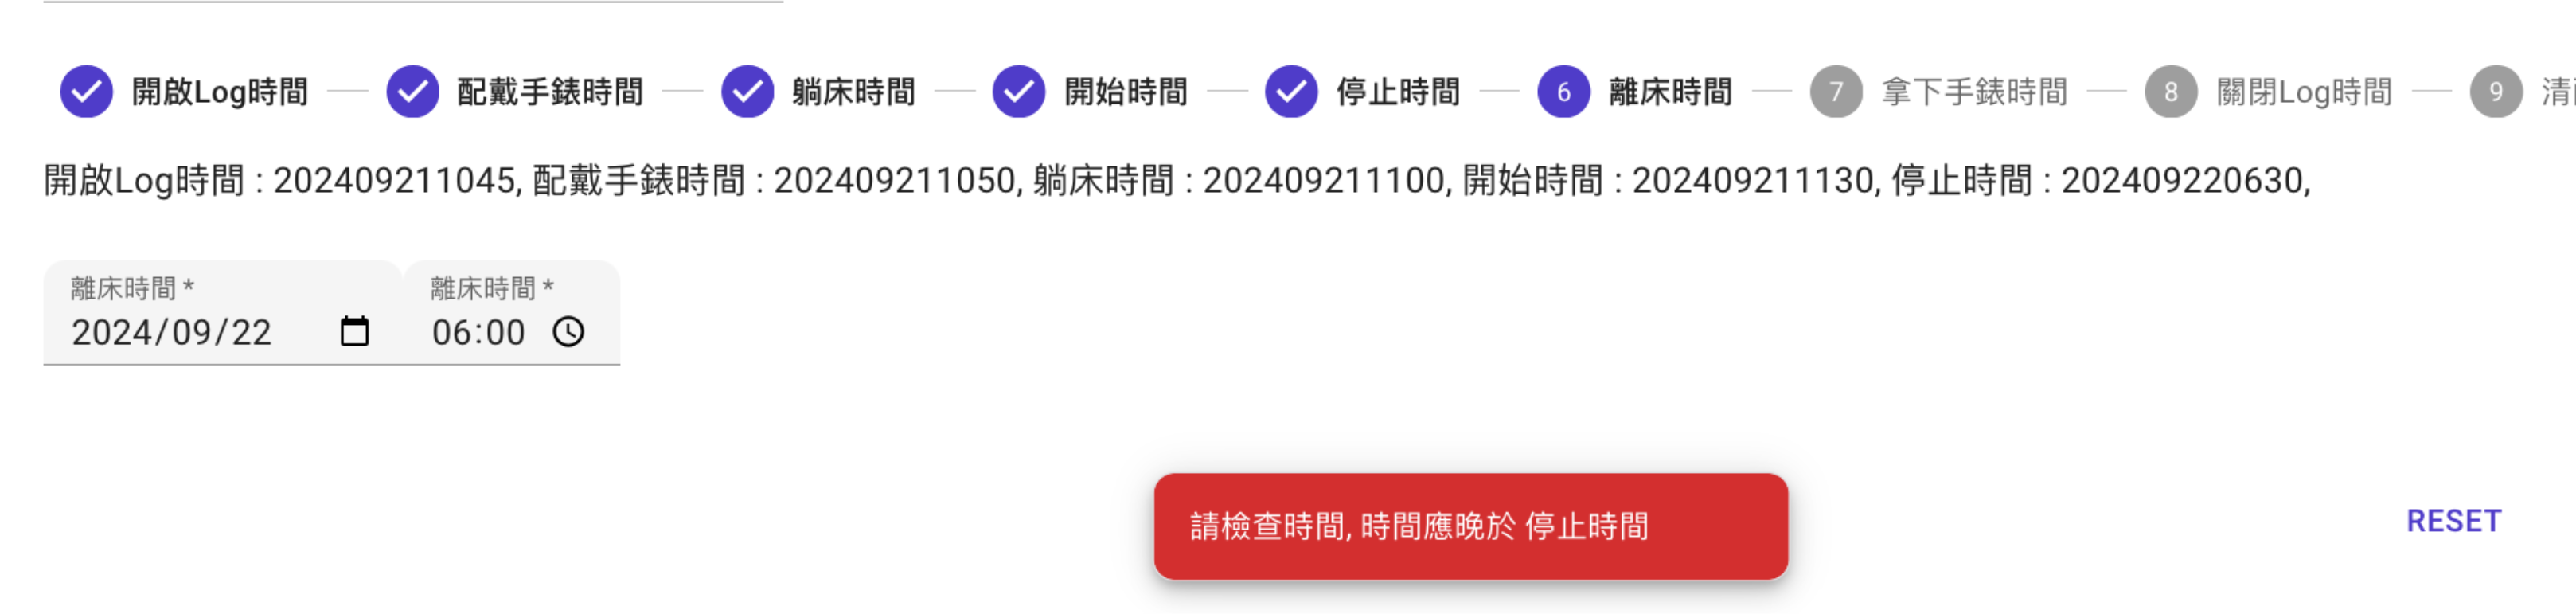 開啟Log時間 配戴手錶時間 躺床時間 開始時間 停止時間 6 離床時間 7 拿下手錶時間 8 關閉Log時間 9 清
開啟Log時間 : 202409211045, 配戴手錶時間 : 202409211050, 躺床時間 : 202409211100, 開始時間 : 202409211130, 停止時間 : 202409220630,
離床時間 * 離床時間 *
2024/09/22 06:00
請檢查時間, 時間應晚於 停止時間
RESET